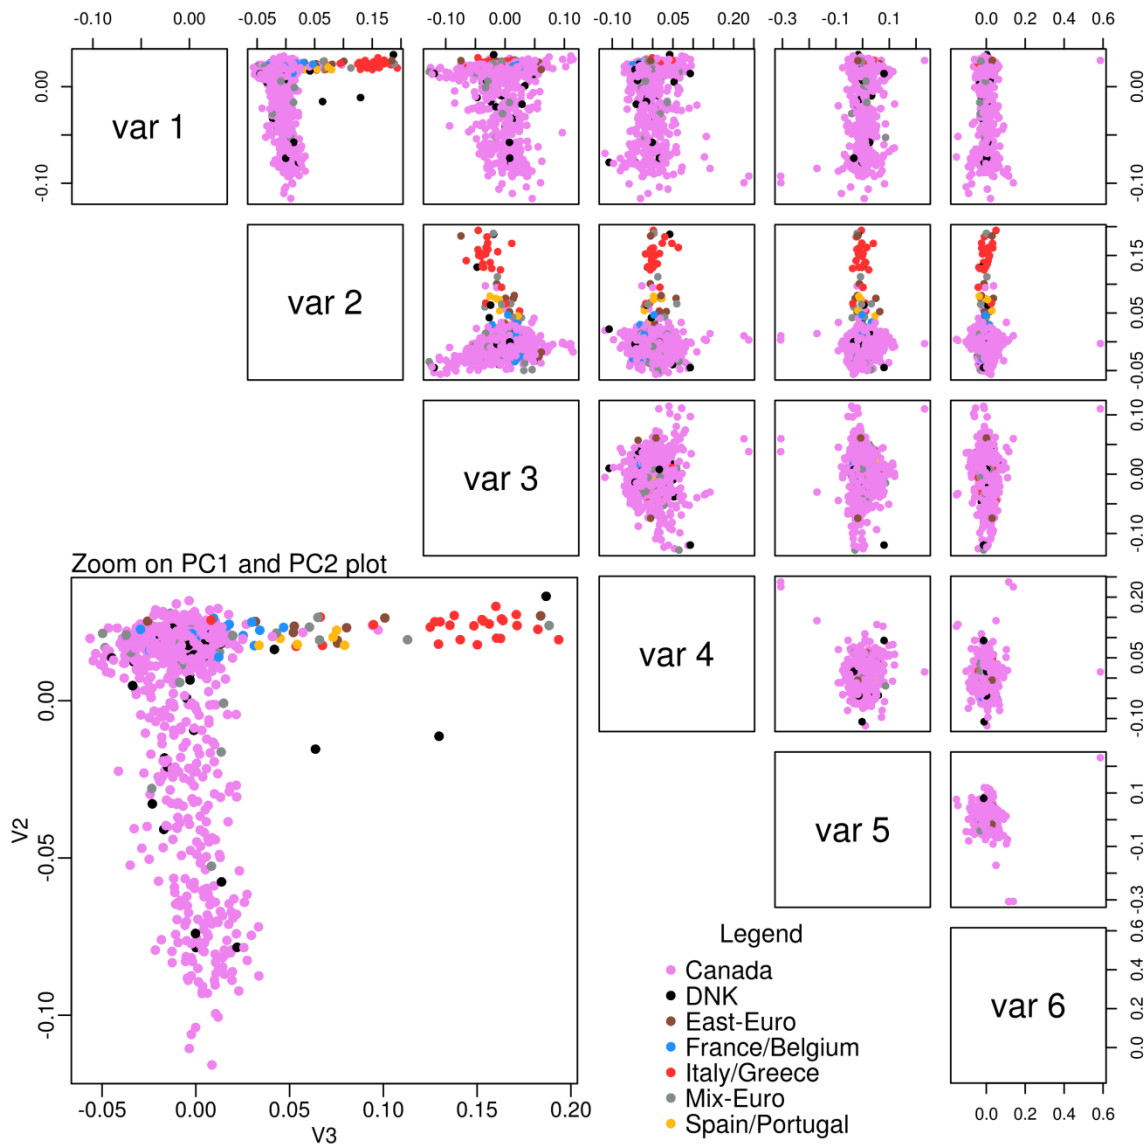 -0.10 0.00 -0.05 0.05 0.15 -0.10 0.00 0.10 -0.10 0.05 0.20 -0.3 -0.1 0.1 0.0 0.2 0.4 0.6
var 1
0.00
-0.10
-0.10 0.00
var 2
-0.05 0.05 0.15
var 3
-0.10 0.00 0.10
Zoom on PC1 and PC2 plot
var 4
-0.10 0.05 0.20
var 5
-0.3 -0.1 0.1
var 6
0.0 0.2 0.4 0.6
0.0 0.2 0.4 0.6
V2
0.00
-0.05
-0.10
-0.05 0.00 0.05 0.10 0.15 0.20
V3
Legend
Canada
DNK
East-Euro
France/Belgium
Italy/Greece
Mix-Euro
Spain/Portugal